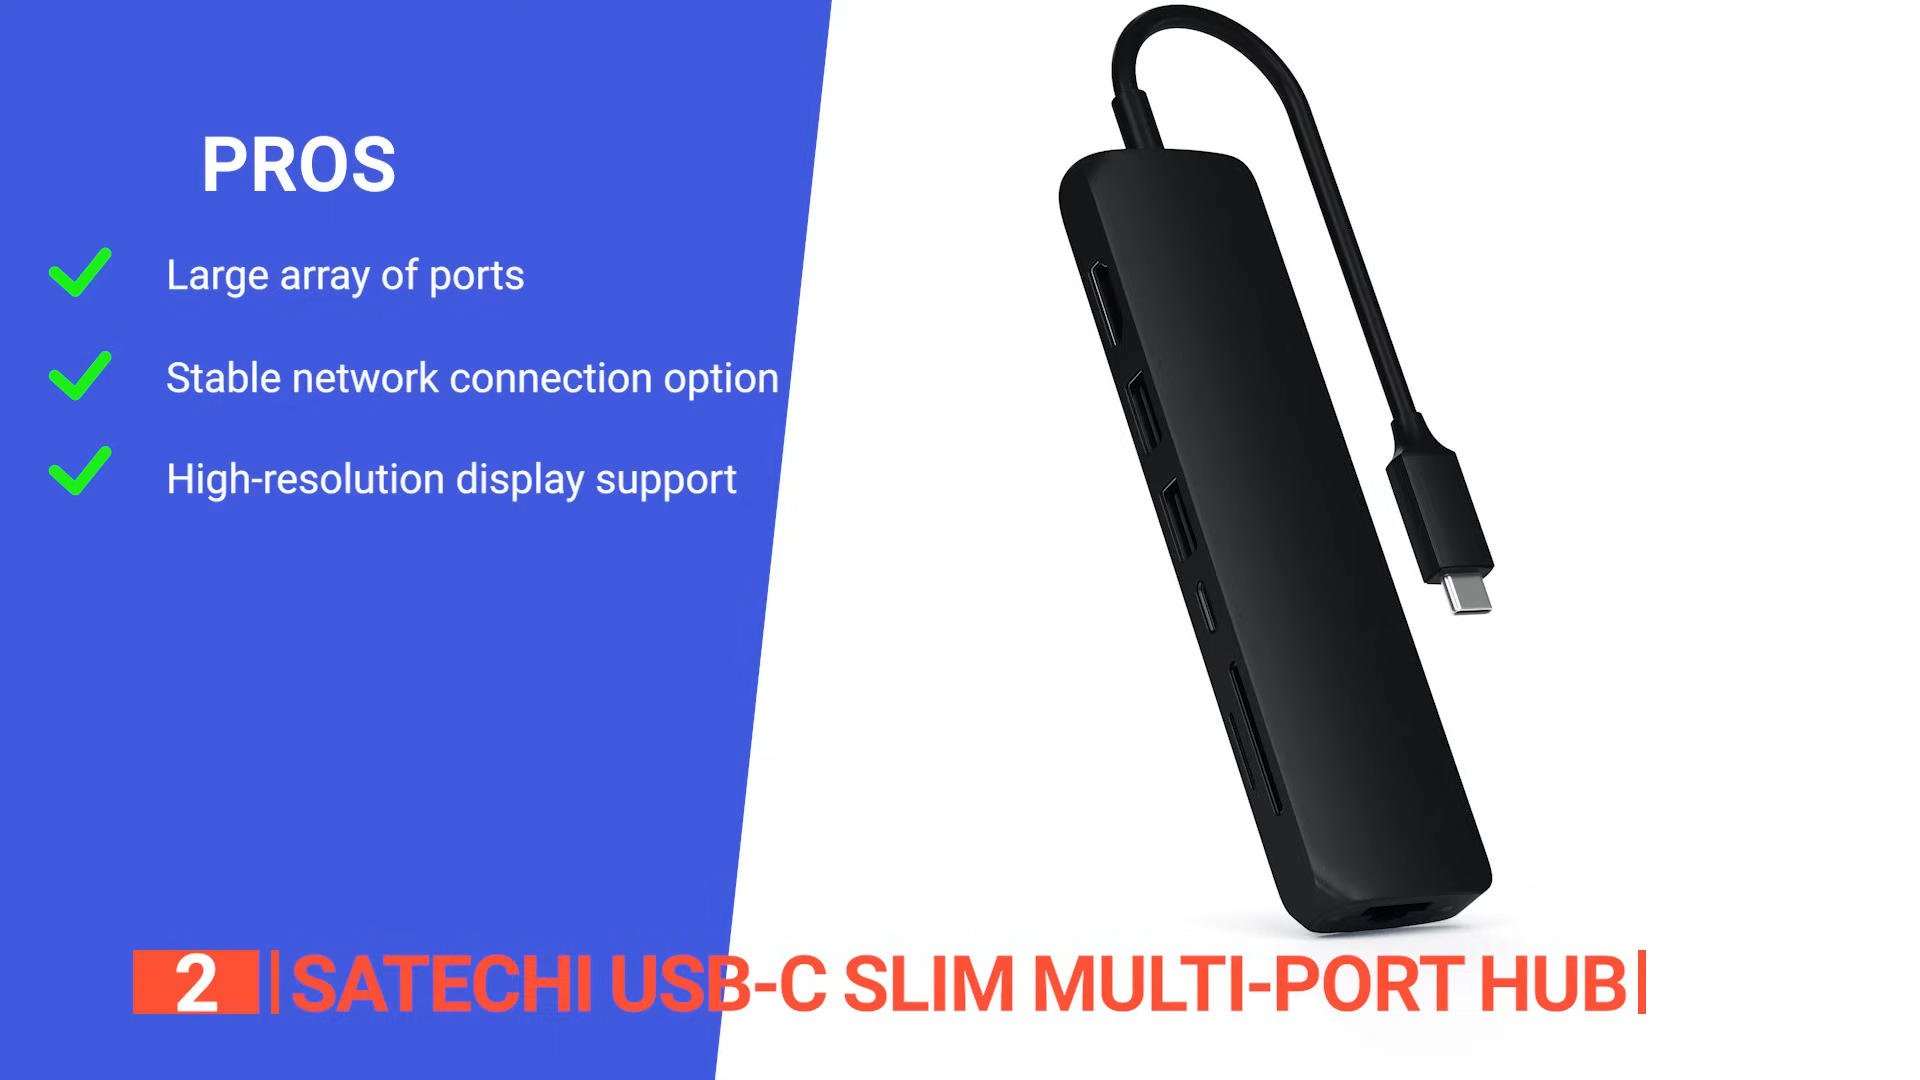 PROS
Large array of ports
Stable network connection option
High-resolution display support
2 SATECHI USB-C SLIM MULTI-PORT HUB